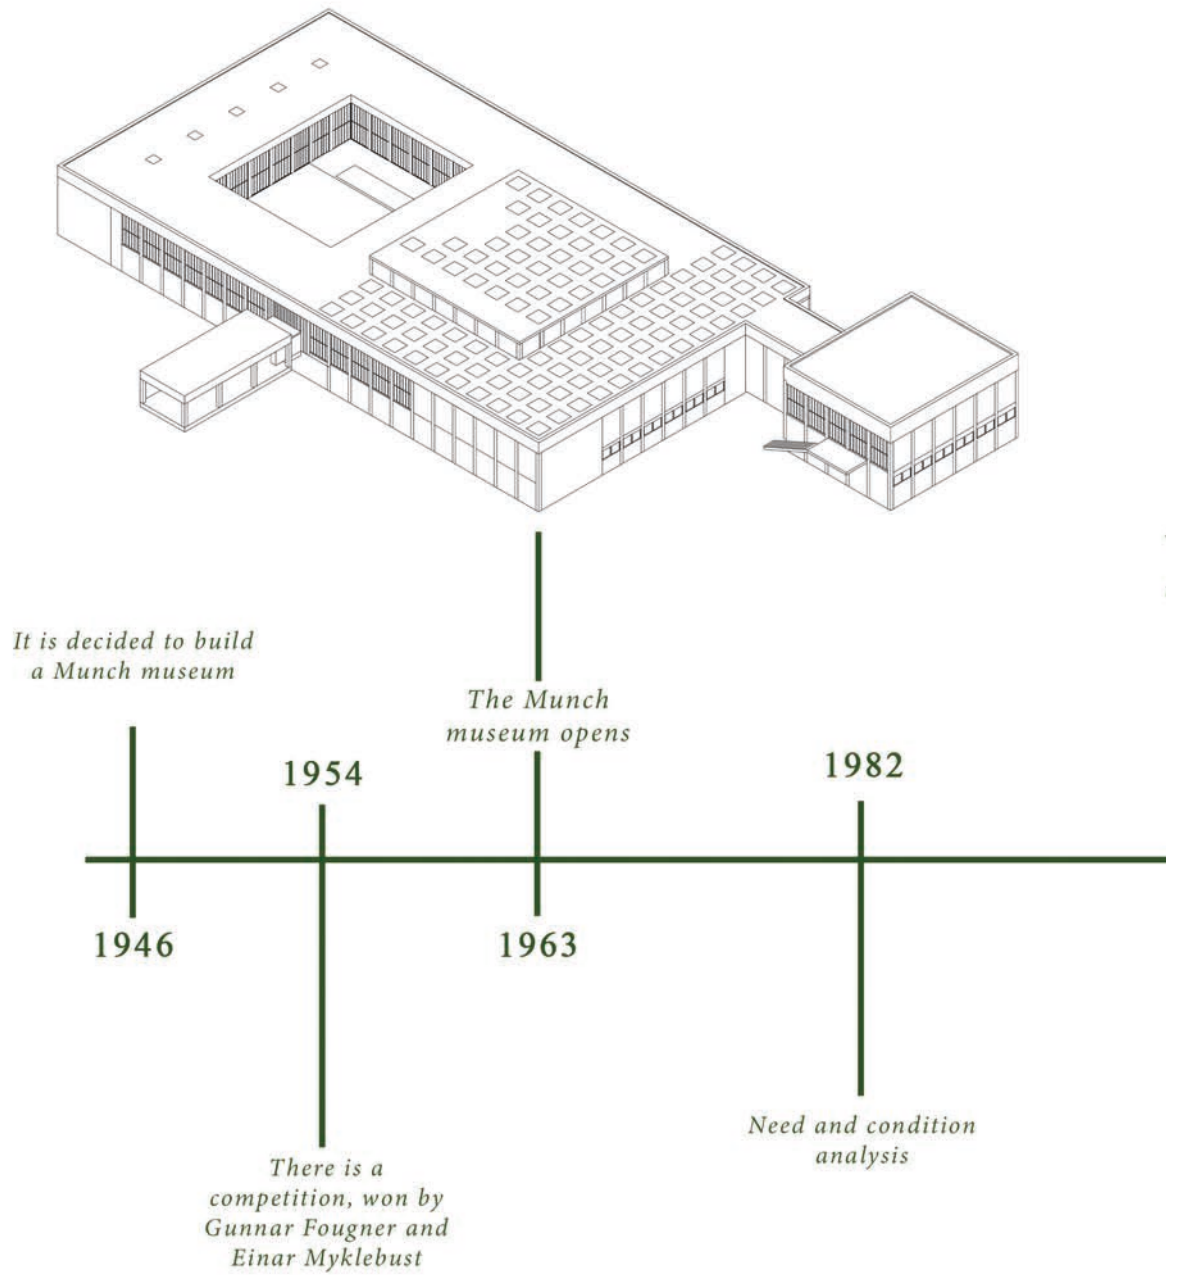 It is decided to build
a Munch museum
The Munch
museum opens
1954
1982
1946
1963
Need and condition
analysis
There is a
competition, won by
Gunnar Fougner and
Einar Myklebust